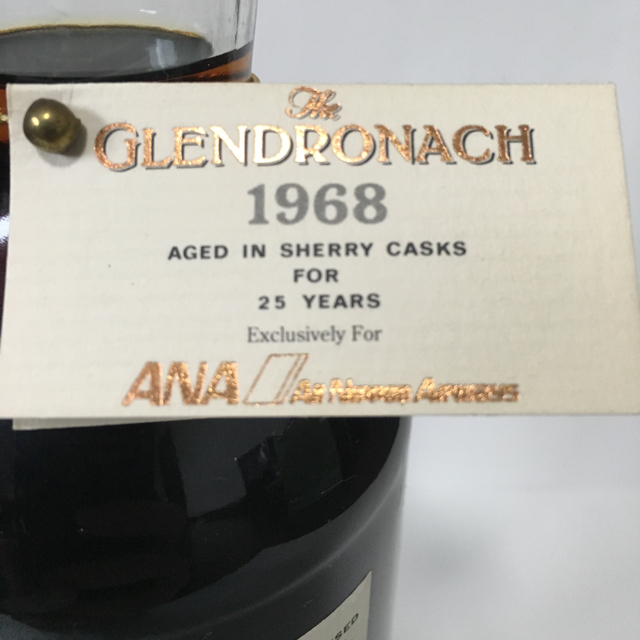 The
GLENDRONACH
1968
AGED IN SHERRY CASKS
FOR
25 YEARS
Exclusively For
ANA All Nippon Airways